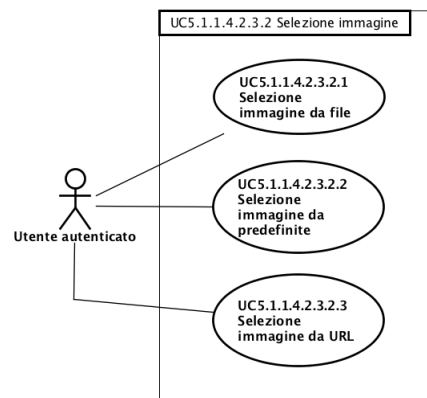 UC5.1.1.4.2.3.2 Selezione immagine
UC5.1.1.4.2.3.2.1
Selezione
immagine da file
UC5.1.1.4.2.3.2.2
Selezione
immagine da
predefinite
Utente autenticato
UC5.1.1.4.2.3.2.3
Selezione
immagine da URL